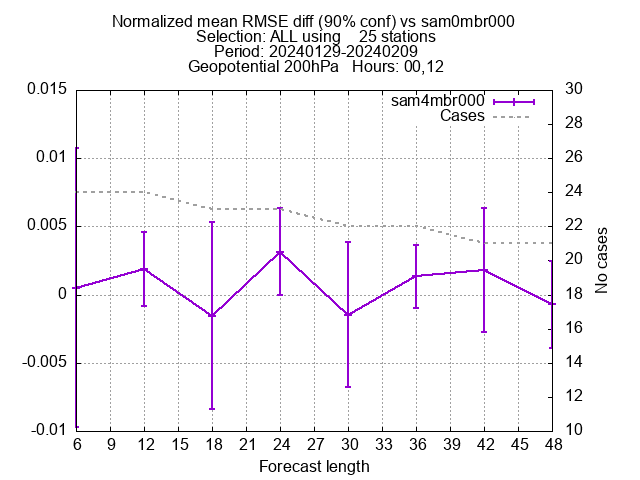 Normalized mean RMSE diff (90% conf) vs sam0mbr000
Selection: ALL using    25 stations
Period: 20240129-20240209
Geopotential 200hPa   Hours: 00,12
0.015
0.01
0.005
0
-0.005
-0.01
30
28
26
24
22
20
18
16
14
12
10
sam4mbr000
Cases
No cases
6 9 12 15 18 21 24 27 30 33 36 39 42 45 48
Forecast length